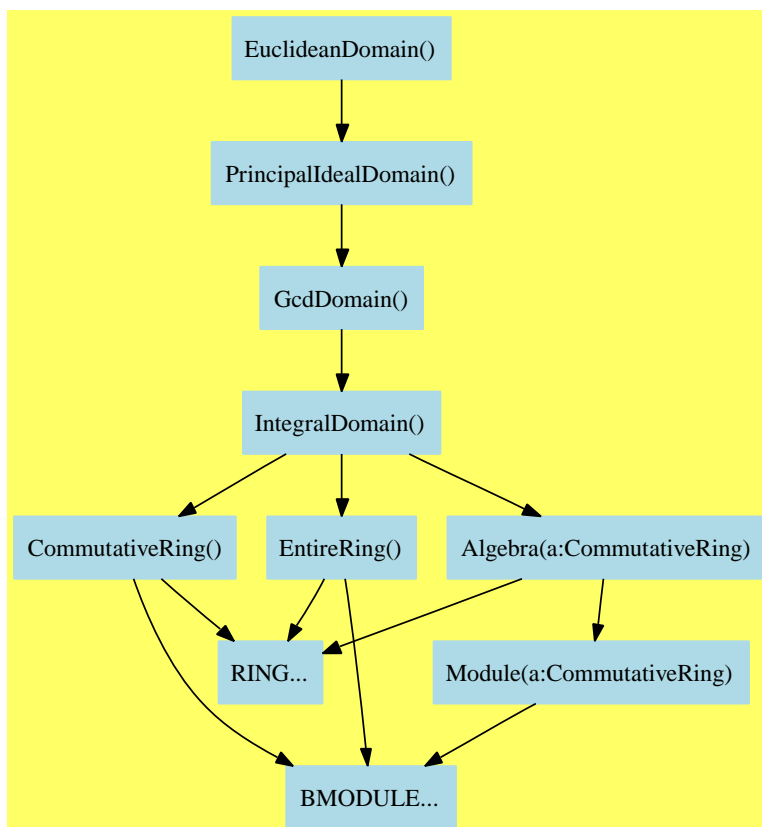 EuclideanDomain()
PrincipalIdealDomain()
GcdDomain()
IntegralDomain()
CommutativeRing()
EntireRing()
Algebra(a:CommutativeRing)
RING...
Module(a:CommutativeRing)
BMODULE...